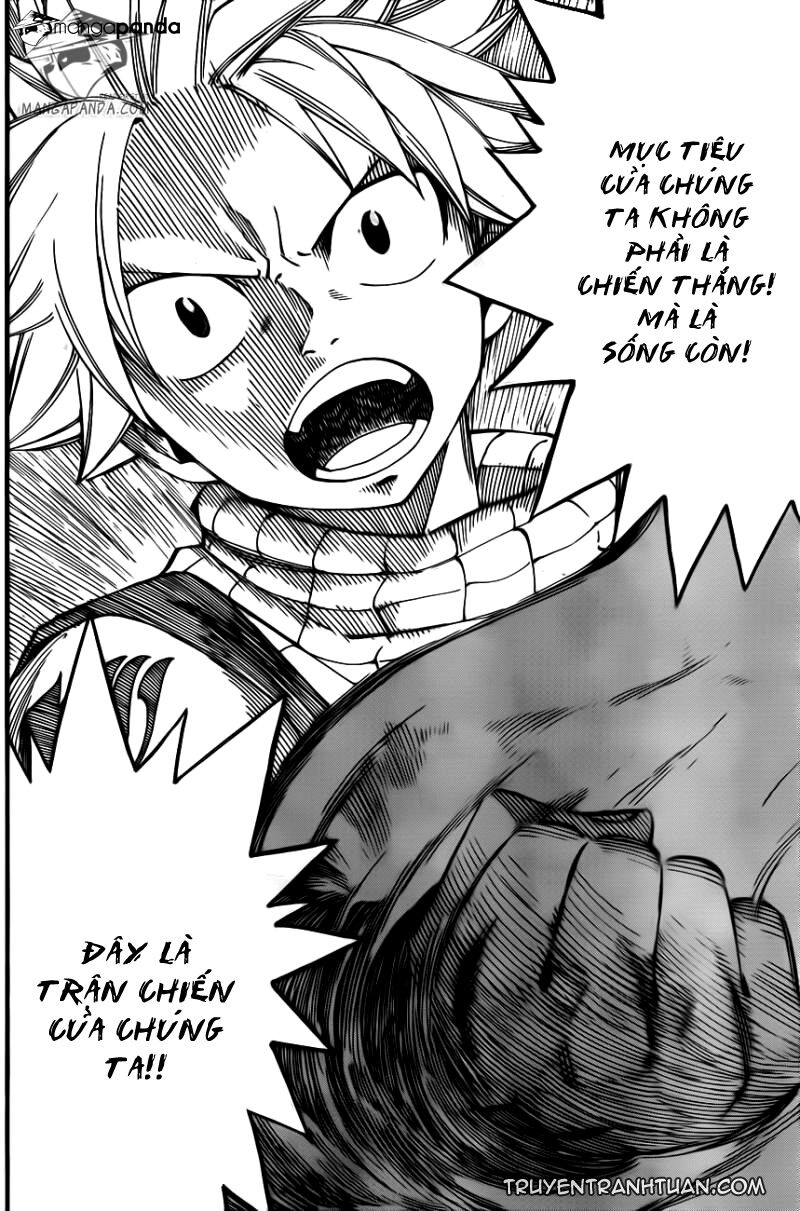 mangapanda
MANGAPANDA.COM
MỤC TIÊU
CỦA CHÚNG
TA KHÔNG
PHẢI LÀ
CHIẾN THẮNG!
MÀ LÀ
SỐNG CÒN!
ĐÂY LÀ
TRẬN CHIẾN
CỦA CHÚNG
TA!!
TRUYENTRANHTUAN.COM